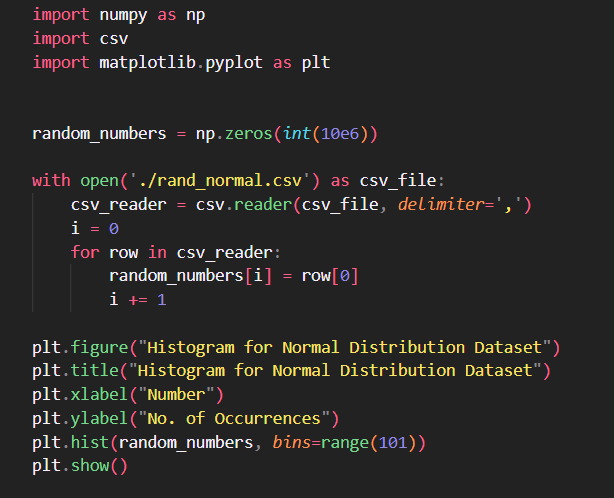 import numpy as np
import csv
import matplotlib.pyplot as plt
random_numbers = np.zeros(int(10e6))
with open('./rand_normal.csv') as csv_file:
    csv_reader = csv.reader(csv_file, delimiter=',')
    i = 0
    for row in csv_reader:
        random_numbers[i] = row[0]
        i += 1
plt.figure("Histogram for Normal Distribution Dataset")
plt.title("Histogram for Normal Distribution Dataset")
plt.xlabel("Number")
plt.ylabel("No. of Occurrences")
plt.hist(random_numbers, bins=range(101))
plt.show()